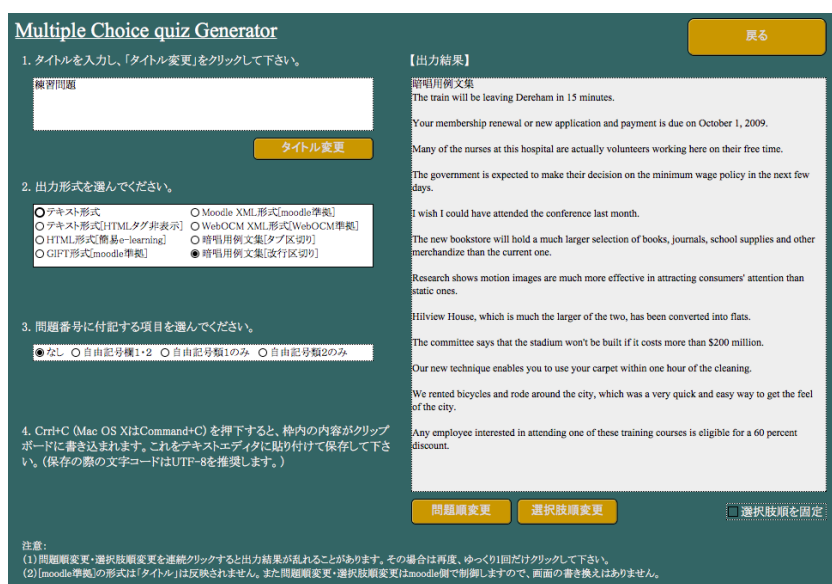 Multiple Choice quiz Generator
戻る
1. タイトルを入力し、「タイトル変更」をクリックして下さい。
練習問題
タイトル変更
2. 出力形式を選んでください。
テキスト形式
Moodle XML形式[moodle準拠]
テキスト形式[HTMLタグ非表示]
WebOCM XML形式[WebOCM準拠]
HTML形式[簡易e-learning]
暗唱用例文集[タブ区切り]
GIFT形式[moodle準拠]
暗唱用例文集[改行区切り]
3. 問題番号に付記する項目を選んでください。
なし 自由記号欄1・2 自由記号類1のみ 自由記号類2のみ
4. Crrl+C (Mac OS XはCommand+C) を押下すると、枠内の内容がクリップ
ボードに書き込まれます。これをテキストエディタに貼り付けて保存して下さ
い。(保存の際の文字コードはUTF-8を推奨します。)
【出力結果】
暗唱用例文集
The train will be leaving Dereham in 15 minutes.
Your membership renewal or new application and payment is due on October 1, 2009.
Many of the nurses at this hospital are actually volunteers working here on their free time.
The government is expected to make their decision on the minimum wage policy in the next few
days.
I wish I could have attended the conference last month.
The new bookstore will hold a much larger selection of books, journals, school supplies and other
merchandize than the current one.
Research shows motion images are much more effective in attracting consumers' attention than
static ones.
Hilview House, which is much the larger of the two, has been converted into flats.
The committee says that the stadium won't be built if it costs more than $200 million.
Our new technique enables you to use your carpet within one hour of the cleaning.
We rented bicycles and rode around the city, which was a very quick and easy way to get the feel
of the city.
Any employee interested in attending one of these training courses is eligible for a 60 percent
discount.
問題順変更
選択肢順変更
選択肢順を固定
注意:
(1)問題順変更・選択肢順変更を連続クリックすると出力結果が乱れることがあります。その場合は再度、ゆっくり1回だけクリックして下さい。
(2)[moodle準拠]の形式は「タイトル」は反映されません。また問題順変更・選択肢順変更はmoodle側で制御しますので、画面の書き換えはありません。